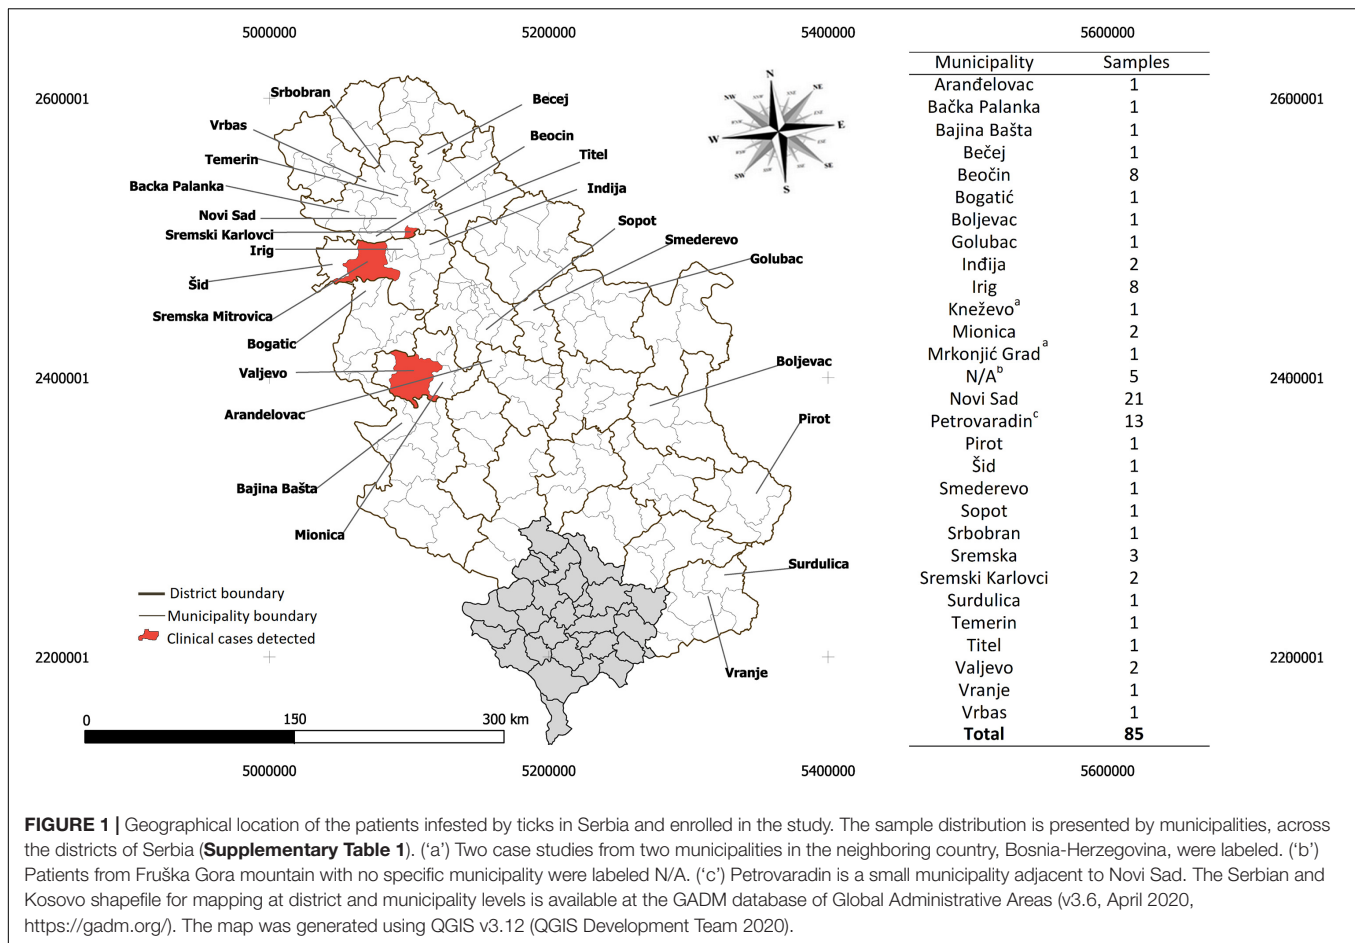 5000000 5200000 5400000 5600000
2600001
2400001
2200001
Srbobran
Vrbas
Temerin
Backa Palanka
Novi Sad
Sremski Karlovci
Irig
Šid
Sremska Mitrovica
Bogatic
Valjevo
Arandelovac
Bajina Bašta
Mionica
Becej
Beocin
Titel
Indija
Sopot
Smederevo
Golubac
Boljevac
Pirot
Surdulica
Vranje
N
NE
E
SE
S
SW
W
NW
District boundary
Municipality boundary
Clinical cases detected
0 150 300 km
5000000 5200000 5400000 5600000
Municipality Samples
Aranđelovac 1
Bačka Palanka 1
Bajina Bašta 1
Bečej 1
Beočin 8
Bogatić 1
Boljevac 1
Golubac 1
Inđija 2
Irig 8
Kneževo a 1
Mionica 2
Mrkonjić Grad a 1
N/A b 5
Novi Sad 21
Petrovaradin c 13
Pirot 1
Šid 1
Smederevo 1
Sopot 1
Srbobran 1
Sremska 3
Sremski Karlovci 2
Surdulica 1
Temerin 1
Titel 1
Valjevo 2
Vranje 1
Vrbas 1
Total 85
2600001
2400001
2200001
FIGURE 1 | Geographical location of the patients infested by ticks in Serbia and enrolled in the study. The sample distribution is presented by municipalities, across
the districts of Serbia (Supplementary Table 1). ('a') Two case studies from two municipalities in the neighboring country, Bosnia-Herzegovina, were labeled. ('b')
Patients from Fruška Gora mountain with no specific municipality were labeled N/A. ('c') Petrovaradin is a small municipality adjacent to Novi Sad. The Serbian and
Kosovo shapefile for mapping at district and municipality levels is available at the GADM database of Global Administrative Areas (v3.6, April 2020,
https://gadm.org/). The map was generated using QGIS v3.12 (QGIS Development Team 2020).